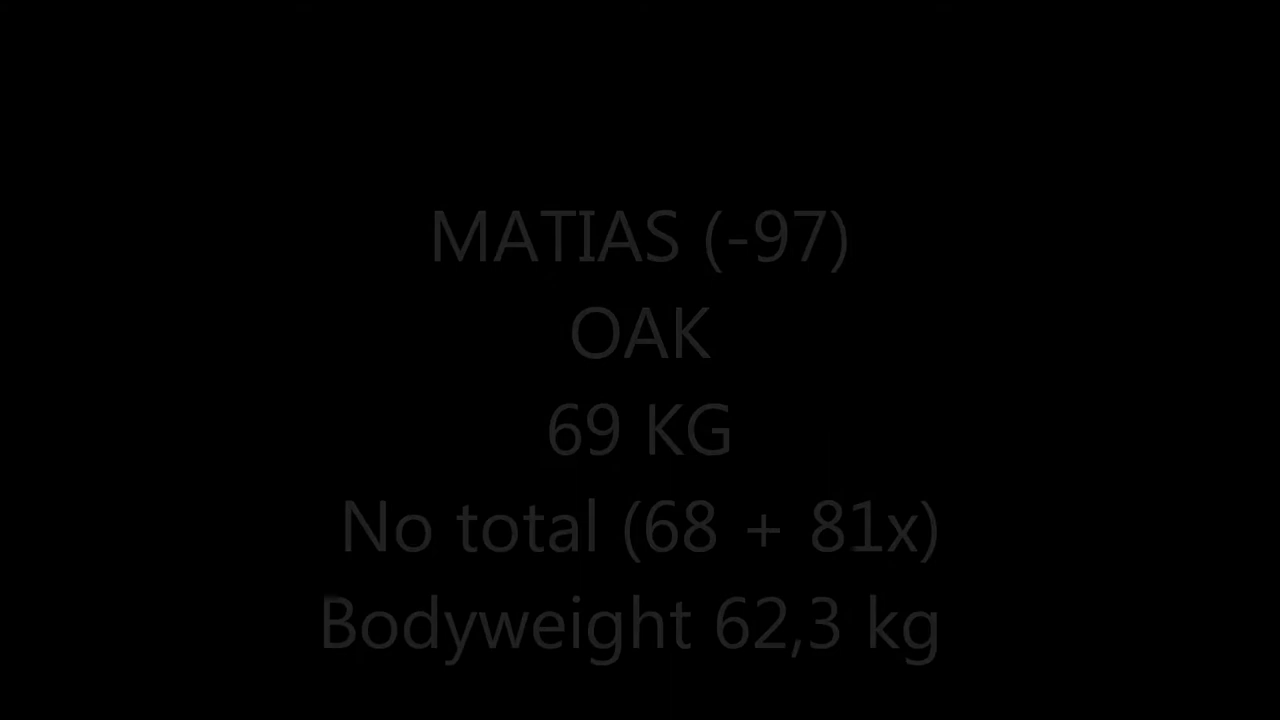 MATIAS (-97)
OAK
69 KG
No total (68 + 81x)
Bodyweight 62,3 kg